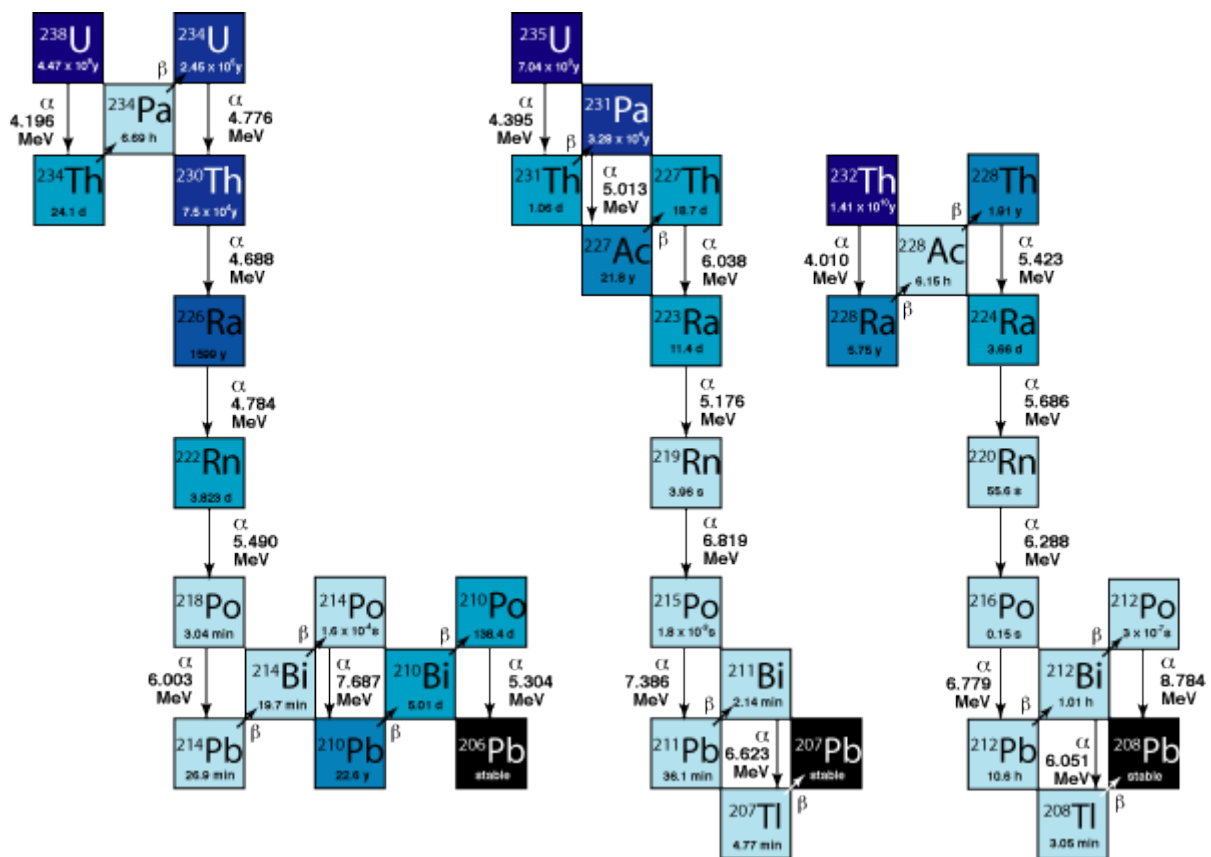 238U 234U 235U
4.47 x 10⁹y 2.45 x 10⁵y 7.04 x 10⁸y
β
α 234Pa α α 231Pa
4.196 6.69 h 4.776 4.395 3.28 x 10⁴y
MeV MeV MeV β
234Th 230Th 231Th α 227Th 232Th 228Th
24.1 d 7.5 x 10⁴y 1.06 d 5.013 18.7 d 1.41 x 10¹⁰y 1.91 y
MeV
β β
α 227Ac α α 228Ac α
4.688 21.8 y 6.038 4.010 6.15 h 5.423
MeV MeV MeV MeV
β
226Ra 223Ra 228Ra 224Ra
1599 y 11.4 d 5.75 y 3.66 d
α α α
4.784 5.176 5.686
MeV MeV MeV
222Rn 219Rn 220Rn
3.823 d 3.96 s 55.6 s
α α α
5.490 6.819 6.288
MeV MeV MeV
218Po 214Po 210Po 215Po 216Po 212Po
3.04 min 1.6 x 10⁻⁴s 138.4 d 0.15 s 3 x 10⁻⁷s
β β β
α 214Bi α 210Bi α α 211Bi α 212Bi α
6.003 19.7 min 7.687 5.01 d 5.304 7.386 2.14 min 6.779 1.01 h 8.784
MeV MeV MeV MeV MeV MeV
β β β β
214Pb 210Pb 206Pb 211Pb α 207Pb 212Pb α 208Pb
26.9 min 22.6 y stable 36.1 min 6.623 stable 10.6 h 6.051 stable
MeV MeV
β β
207Tl 208Tl
4.77 min 3.05 min